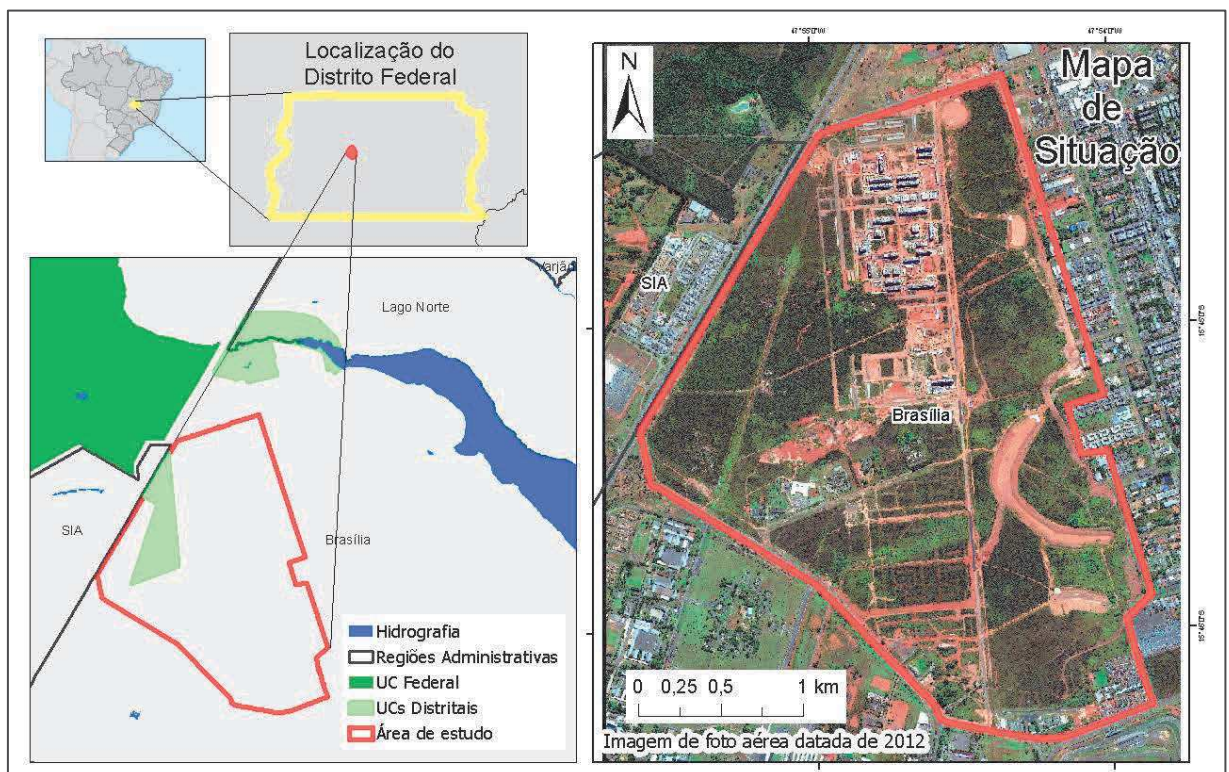 Localização do
Distrito Federal
Varjão
Lago Norte
SIA
Brasília
Hidrografia
Regiões Administrativas
UC Federal
UCs Distritais
Área de estudo
N
Mapa
de
Situação
SIA
Brasília
0 0,25 0,5 1 km
Imagem de foto aérea datada de 2012